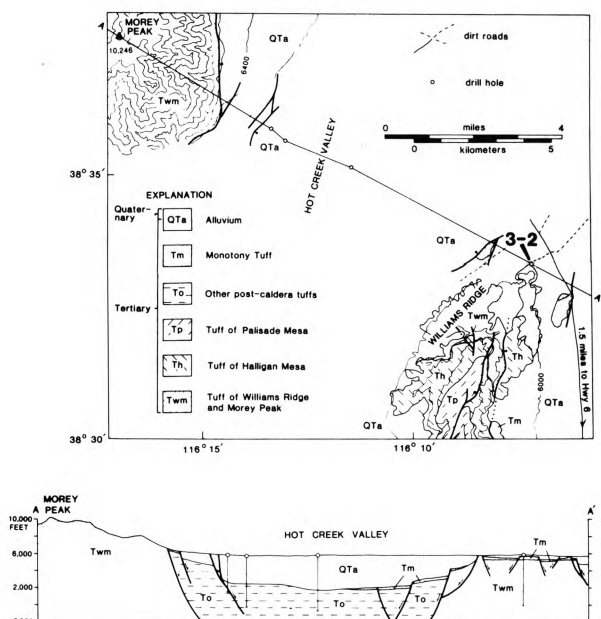 A
MOREY
PEAK
10,246
Twm
QTa
6400
QTa
dirt roads
drill hole
0 miles 4
0 kilometers 5
HOT CREEK VALLEY
38° 35'
EXPLANATION
Quater-
nary
QTa Alluvium
Tm Monotony Tuff
To Other post-caldera tuffs
Tertiary
Tp Tuff of Palisade Mesa
Th Tuff of Halligan Mesa
Twm Tuff of Williams Ridge
and Morey Peak
QTa
3-2
A'
WILLIAMS RIDGE
Twm
Th
Th
Tp
Tm
6000
QTa
QTa
1.5 miles to Hwy 6
38° 30'
116° 15'
116° 10'
MOREY
A PEAK
A'
10,000
FEET
6,000
2,000
Twm
HOT CREEK VALLEY
QTa
Tm
Tm
To
To
To
Twm